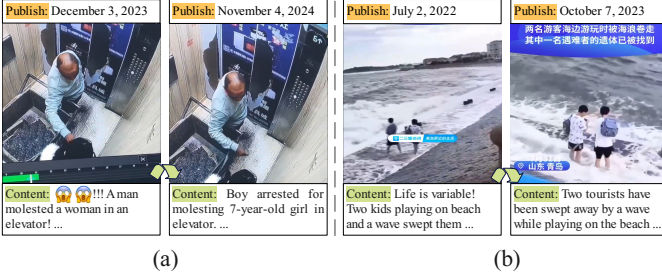 Publish: December 3, 2023
Publish: November 4, 2024
Publish: July 2, 2022
Publish: October 7, 2023
两名游客海边游玩时被海浪卷走
其中一名遇难者的遗体已被找到
山东 青岛
Content: 😱 😱!!! A man
molested a woman in an
elevator! ...
Content: Boy arrested for
molesting 7-year-old girl in
elevator. ...
Content: Life is variable!
Two kids playing on beach
and a wave swept them ...
Content: Two tourists have
been swept away by a wave
while playing on the beach ...
(a)
(b)